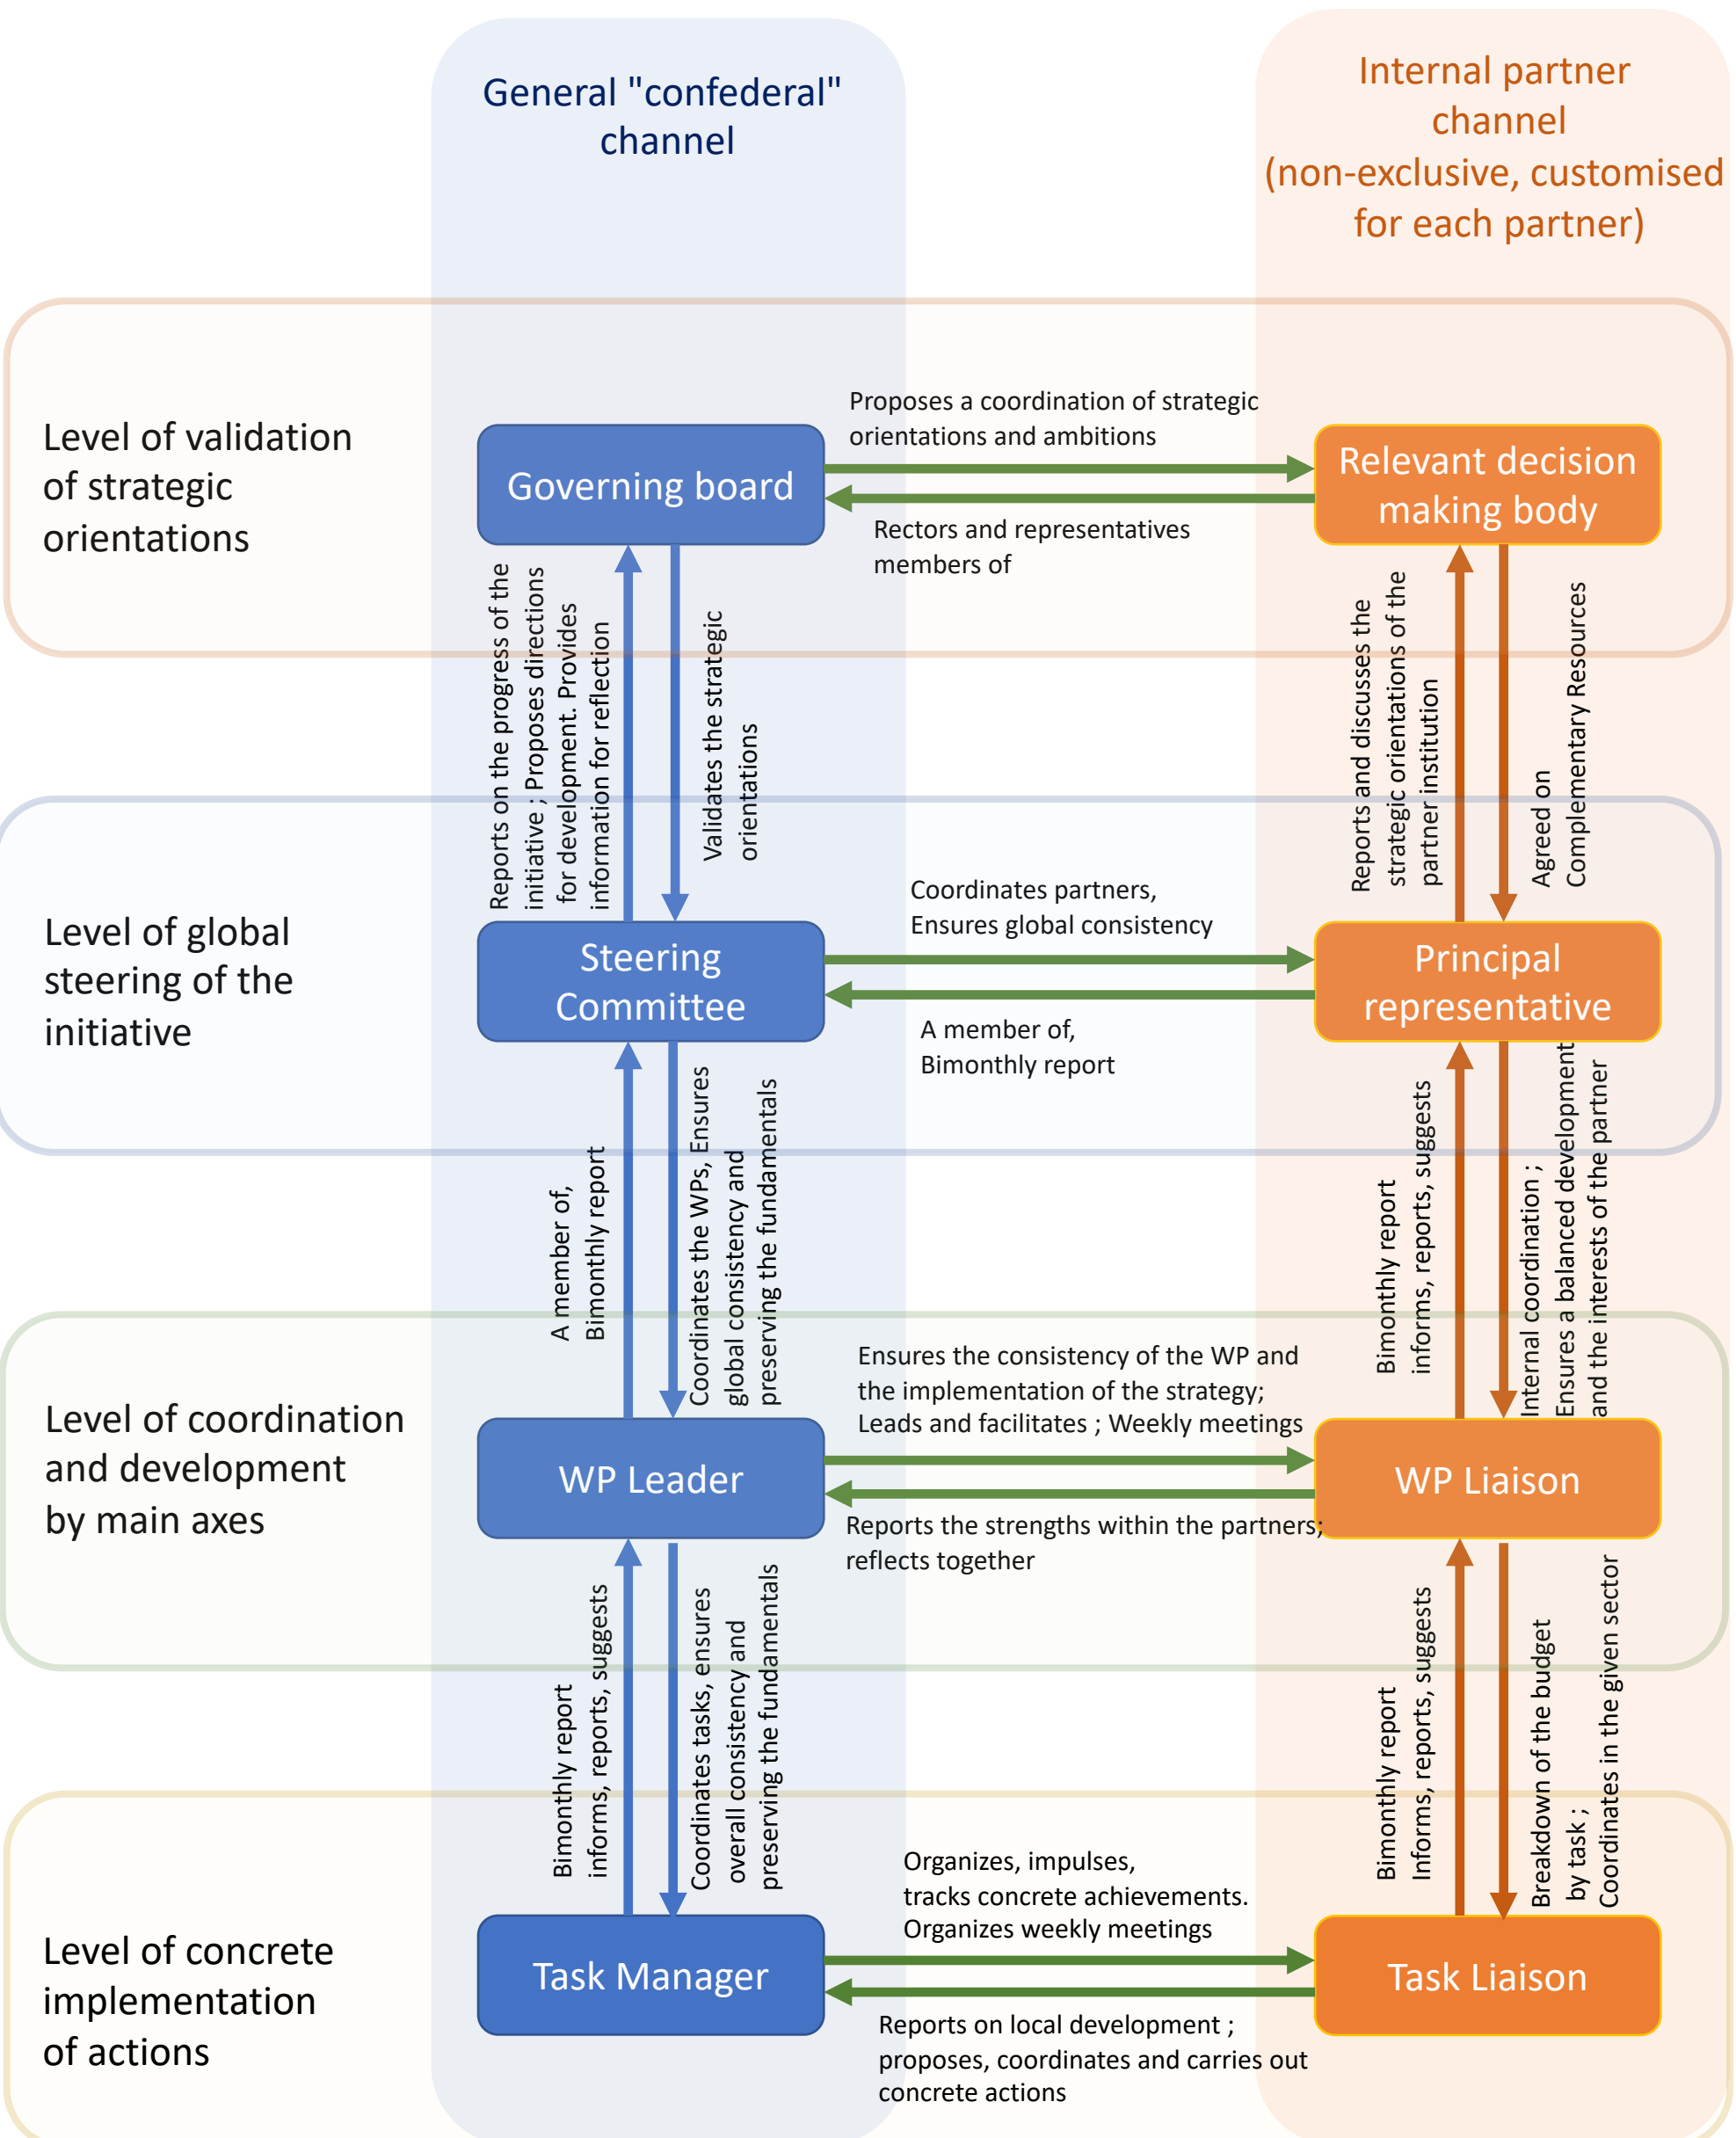 General "confederal"
channel
Internal partner
channel
(non-exclusive, customised
for each partner)
Level of validation
of strategic
orientations
Governing board
Proposes a coordination of strategic
orientations and ambitions
Rectors and representatives
members of
Relevant decision
making body
Reports on the progress of the
initiative ; Proposes directions
for development. Provides
information for reflection
Validates the strategic
orientations
Reports and discusses the
strategic orientations of the
partner institution
Agreed on
Complementary Resources
Level of global
steering of the
initiative
Steering
Committee
Coordinates partners,
Ensures global consistency
A member of,
Bimonthly report
Principal
representative
A member of,
Bimonthly report
Coordinates the WPs, Ensures
global consistency and
preserving the fundamentals
Bimonthly report
informs, reports, suggests
Internal coordination ;
Ensures a balanced development
and the interests of the partner
Level of coordination
and development
by main axes
WP Leader
Ensures the consistency of the WP and
the implementation of the strategy;
Leads and facilitates ; Weekly meetings
Reports the strengths within the partners;
reflects together
WP Liaison
Bimonthly report
informs, reports, suggests
Coordinates tasks, ensures
overall consistency and
preserving the fundamentals
Bimonthly report
Informs, reports, suggests
Breakdown of the budget
by task ;
Coordinates in the given sector
Level of concrete
implementation
of actions
Task Manager
Organizes, impulses,
tracks concrete achievements.
Organizes weekly meetings
Reports on local development ;
proposes, coordinates and carries out
concrete actions
Task Liaison